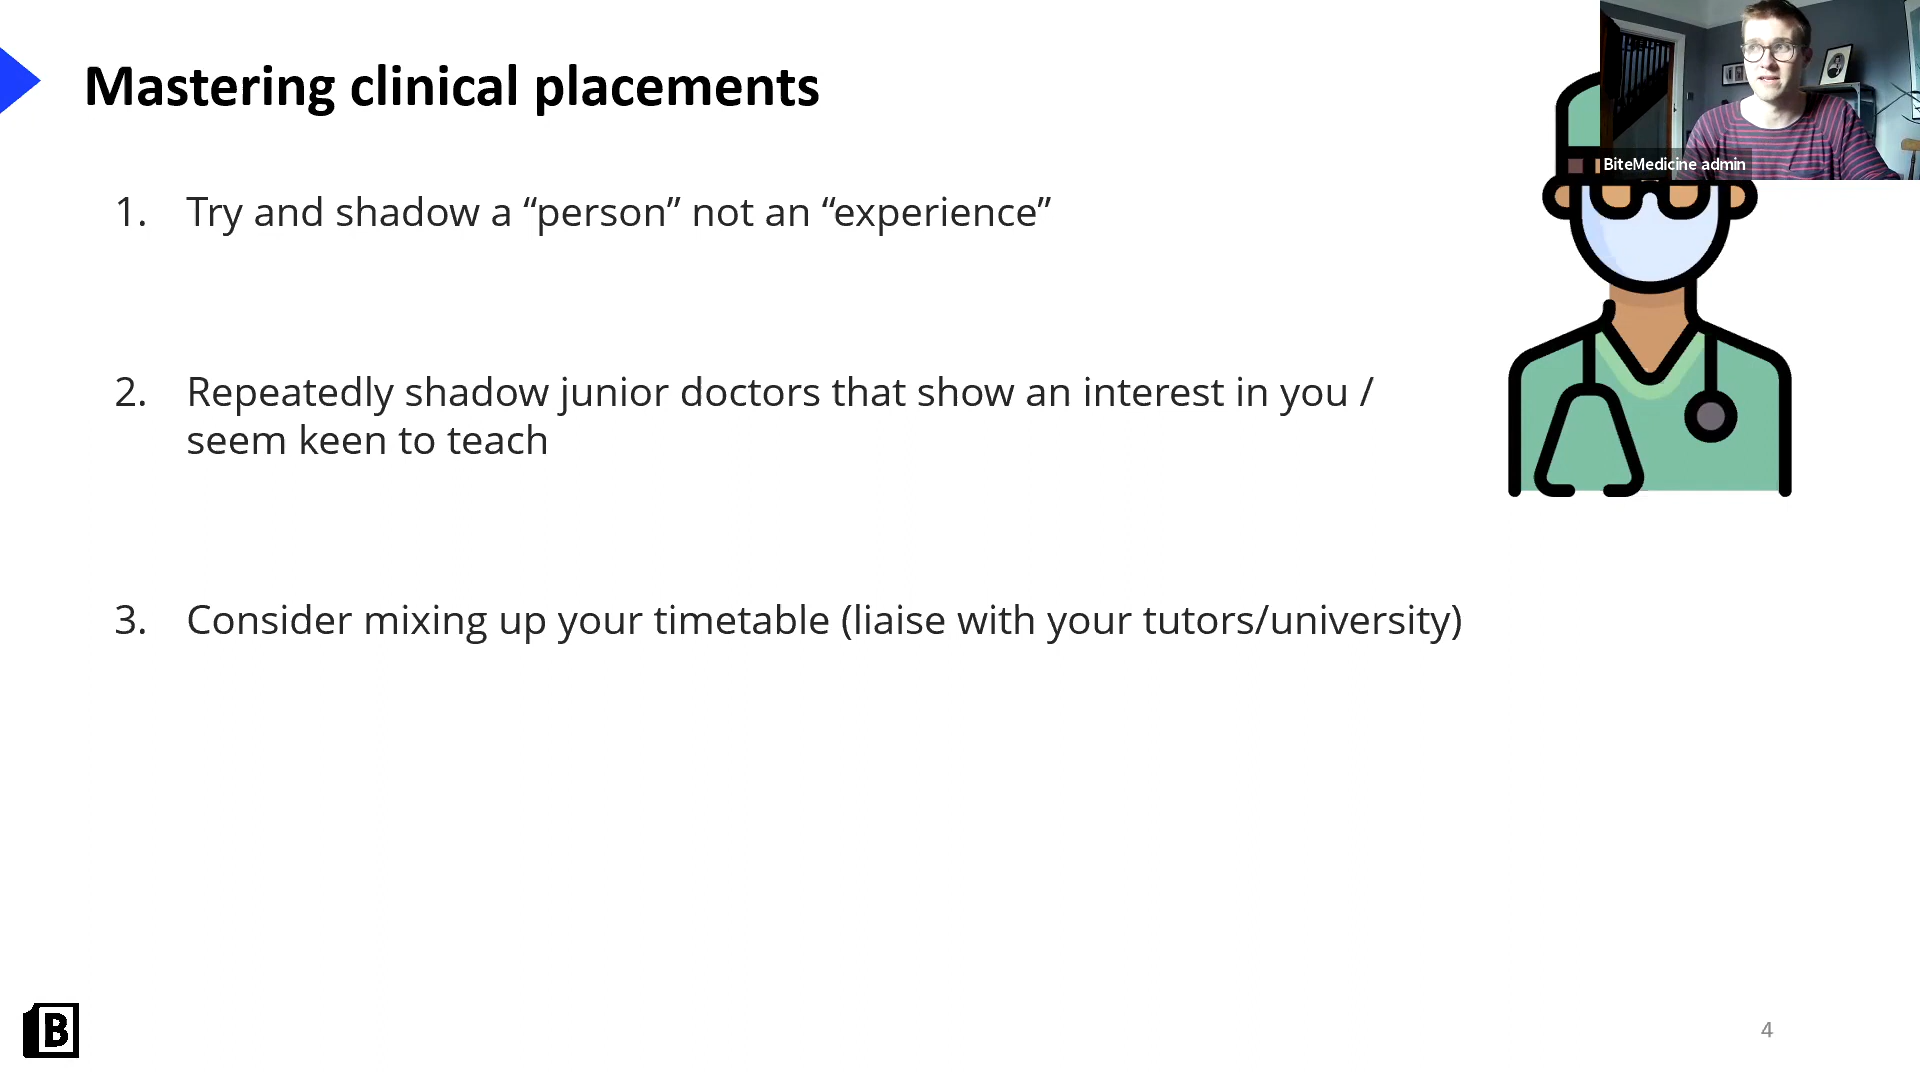 Mastering clinical placements
BiteMedicine admin
1. Try and shadow a “person” not an “experience”
2. Repeatedly shadow junior doctors that show an interest in you /
seem keen to teach
3. Consider mixing up your timetable (liaise with your tutors/university)
B
4